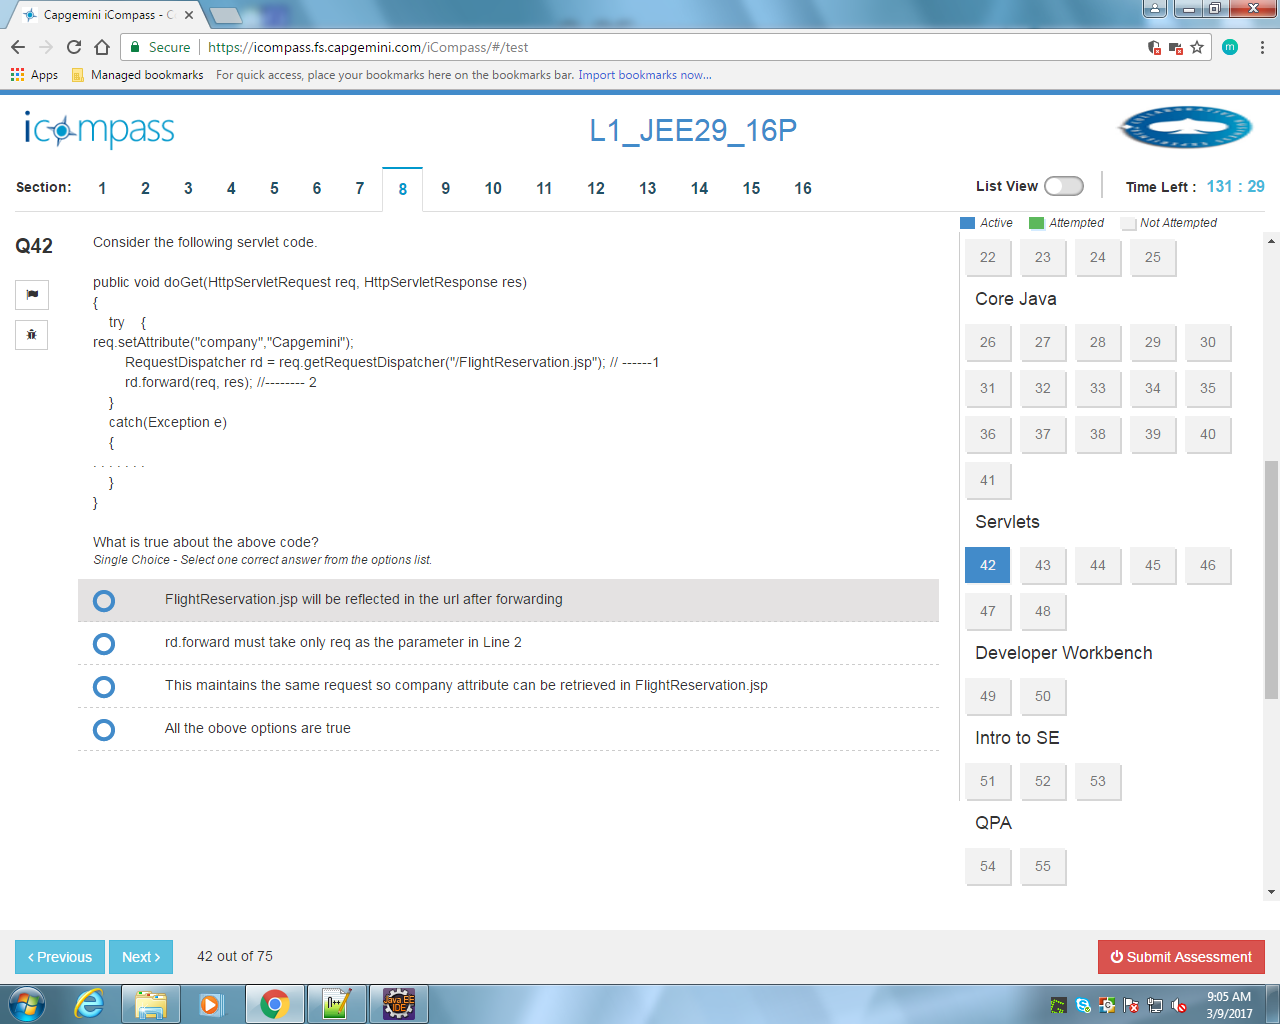 Capgemini iCompass - C
Secure
https://icompass.fs.capgemini.com/iCompass/#/test
m
Apps
Managed bookmarks
For quick access, place your bookmarks here on the bookmarks bar. Import bookmarks now...
icompass
L1_JEE29_16P
Section: 1 2 3 4 5 6 7 8 9 10 11 12 13 14 15 16
List View
Time Left : 131 : 29
Active Attempted Not Attempted
Q42
Consider the following servlet code.
public void doGet(HttpServletRequest req, HttpServletResponse res)
{
try {
req.setAttribute("company","Capgemini");
RequestDispatcher rd = req.getRequestDispatcher("/FlightReservation.jsp"); // ------1
rd.forward(req, res); //-------- 2
}
catch(Exception e)
{
. . . . . . .
}
}
What is true about the above code?
Single Choice - Select one correct answer from the options list.
FlightReservation.jsp will be reflected in the url after forwarding
rd.forward must take only req as the parameter in Line 2
This maintains the same request so company attribute can be retrieved in FlightReservation.jsp
All the obove options are true
22 23 24 25
Core Java
26 27 28 29 30
31 32 33 34 35
36 37 38 39 40
41
Servlets
42 43 44 45 46
47 48
Developer Workbench
49 50
Intro to SE
51 52 53
QPA
54 55
‹ Previous
Next ›
42 out of 75
Submit Assessment
N++
Java EE
IDE
9:05 AM
3/9/2017